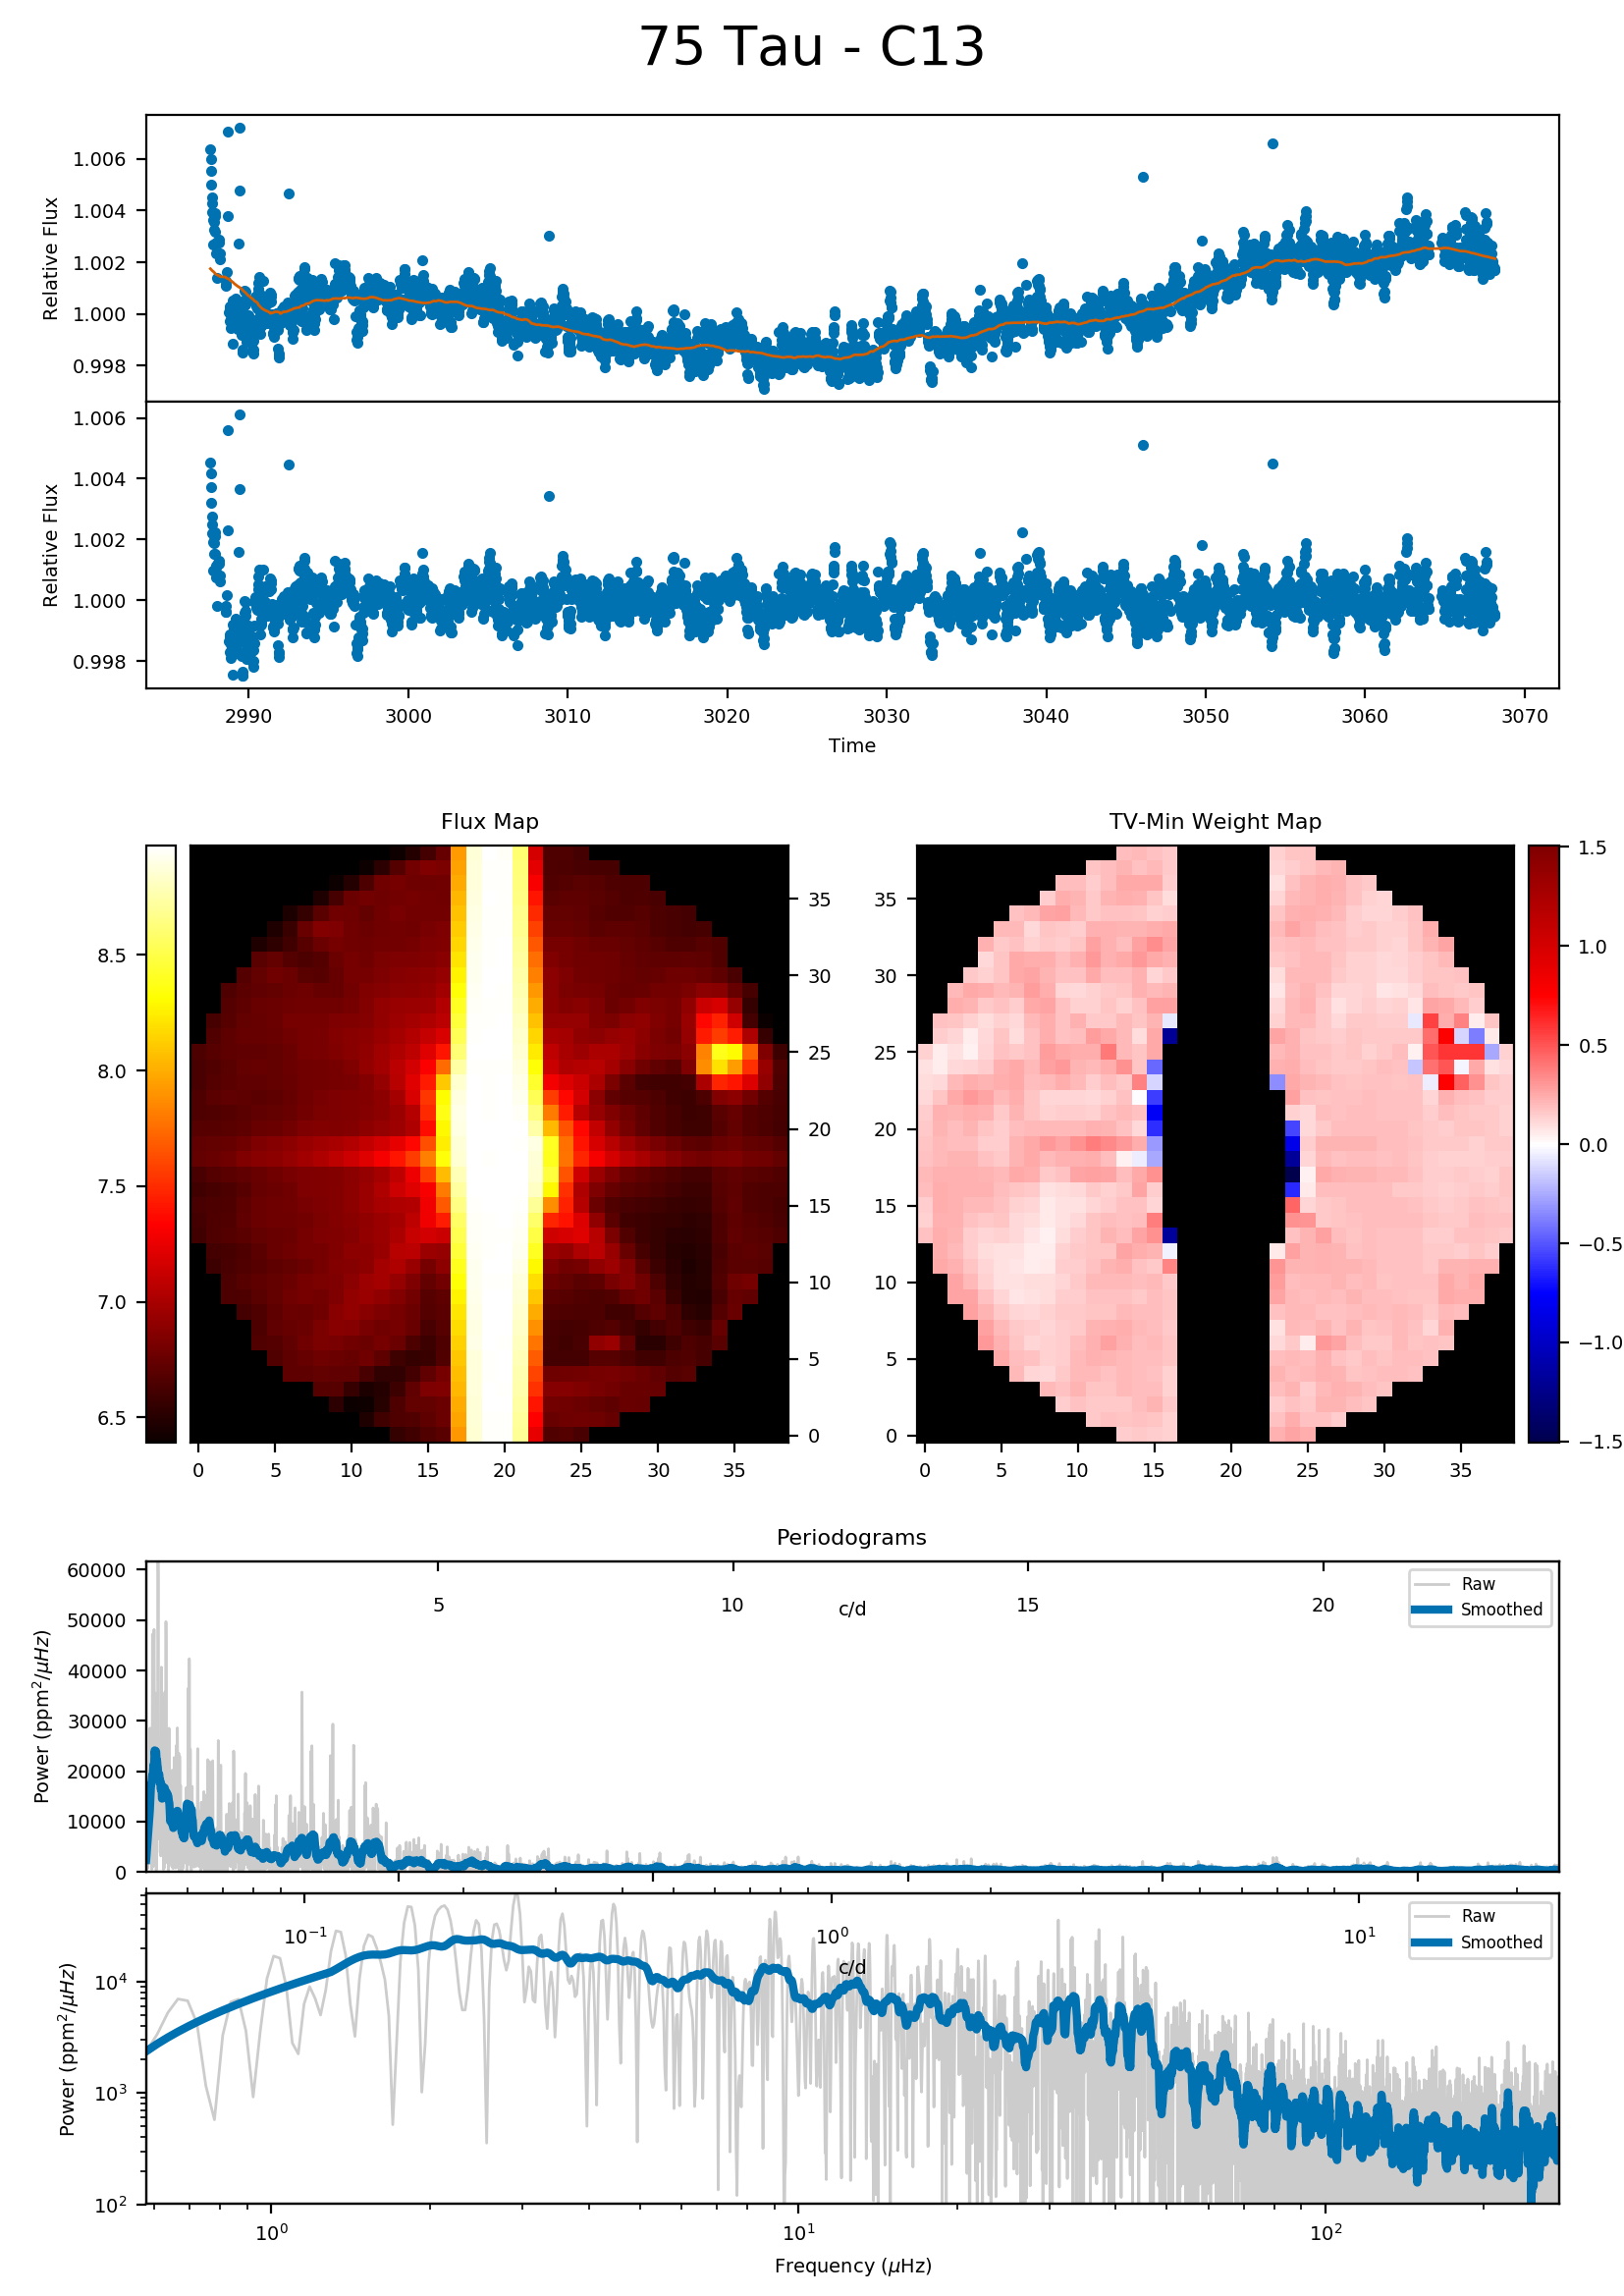 75 Tau - C13
1.006
1.004
1.002
1.000
0.998
Relative Flux
1.006
1.004
1.002
1.000
0.998
Relative Flux
2990 3000 3010 3020 3030 3040 3050 3060 3070
Time
Flux Map
8.5
8.0
7.5
7.0
6.5
35
30
25
20
15
10
5
0
0 5 10 15 20 25 30 35
TV-Min Weight Map
35
30
25
20
15
10
5
0
0 5 10 15 20 25 30 35
1.5
1.0
0.5
0.0
−0.5
−1.0
−1.5
Periodograms
60000
50000
40000
30000
20000
10000
0
Power (ppm²/μHz)
5 10 15 20
c/d
Raw
Smoothed
10⁴
10³
10²
Power (ppm²/μHz)
10⁻¹ 10⁰ 10¹
c/d
Raw
Smoothed
10⁰ 10¹ 10²
Frequency (μHz)